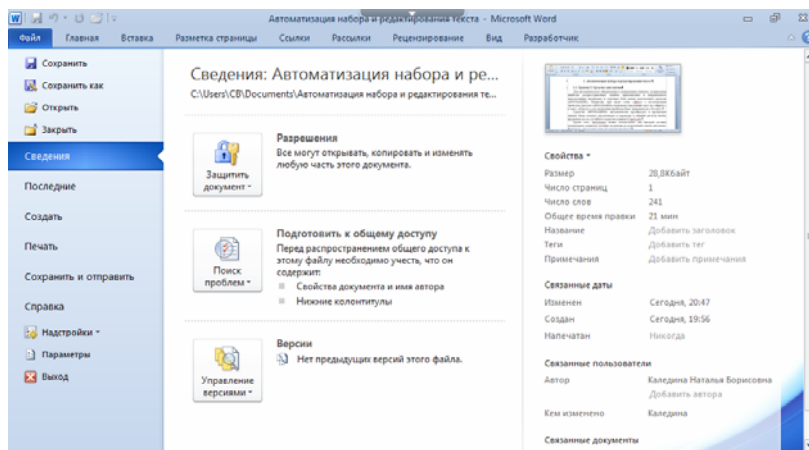 Автоматизация набора и редактирования текста - Microsoft Word
Файл Главная Вставка Разметка страницы Ссылки Рассылки Рецензирование Вид Разработчик
Сохранить
Сохранить как
Открыть
Закрыть
Сведения
Последние
Создать
Печать
Сохранить и отправить
Справка
Надстройки
Параметры
Выход
Сведения: Автоматизация набора и ре...
C:\Users\CB\Documents\Автоматизация набора и редактирования те...
Защитить
документ
Разрешения
Все могут открывать, копировать и изменять
любую часть этого документа.
Поиск
проблем
Подготовить к общему доступу
Перед распространением общего доступа к
этому файлу необходимо учесть, что он
содержит:
Свойства документа и имя автора
Нижние колонтитулы
Управление
версиями
Версии
Нет предыдущих версий этого файла.
Свойства
Размер 28,8Кбайт
Число страниц 1
Число слов 241
Общее время правки 21 мин
Название Добавить заголовок
Теги Добавить тег
Примечания Добавить примечания
Связанные даты
Изменен Сегодня, 20:47
Создан Сегодня, 19:56
Напечатан Никогда
Связанные пользователи
Автор Каледина Наталья Борисовна
Добавить автора
Кем изменено Каледина
Связанные документы